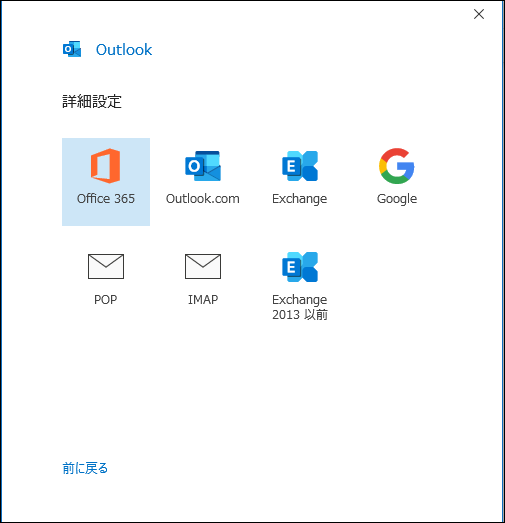 Outlook
詳細設定
Office 365
Outlook.com
Exchange
Google
POP
IMAP
Exchange
2013 以前
前に戻る